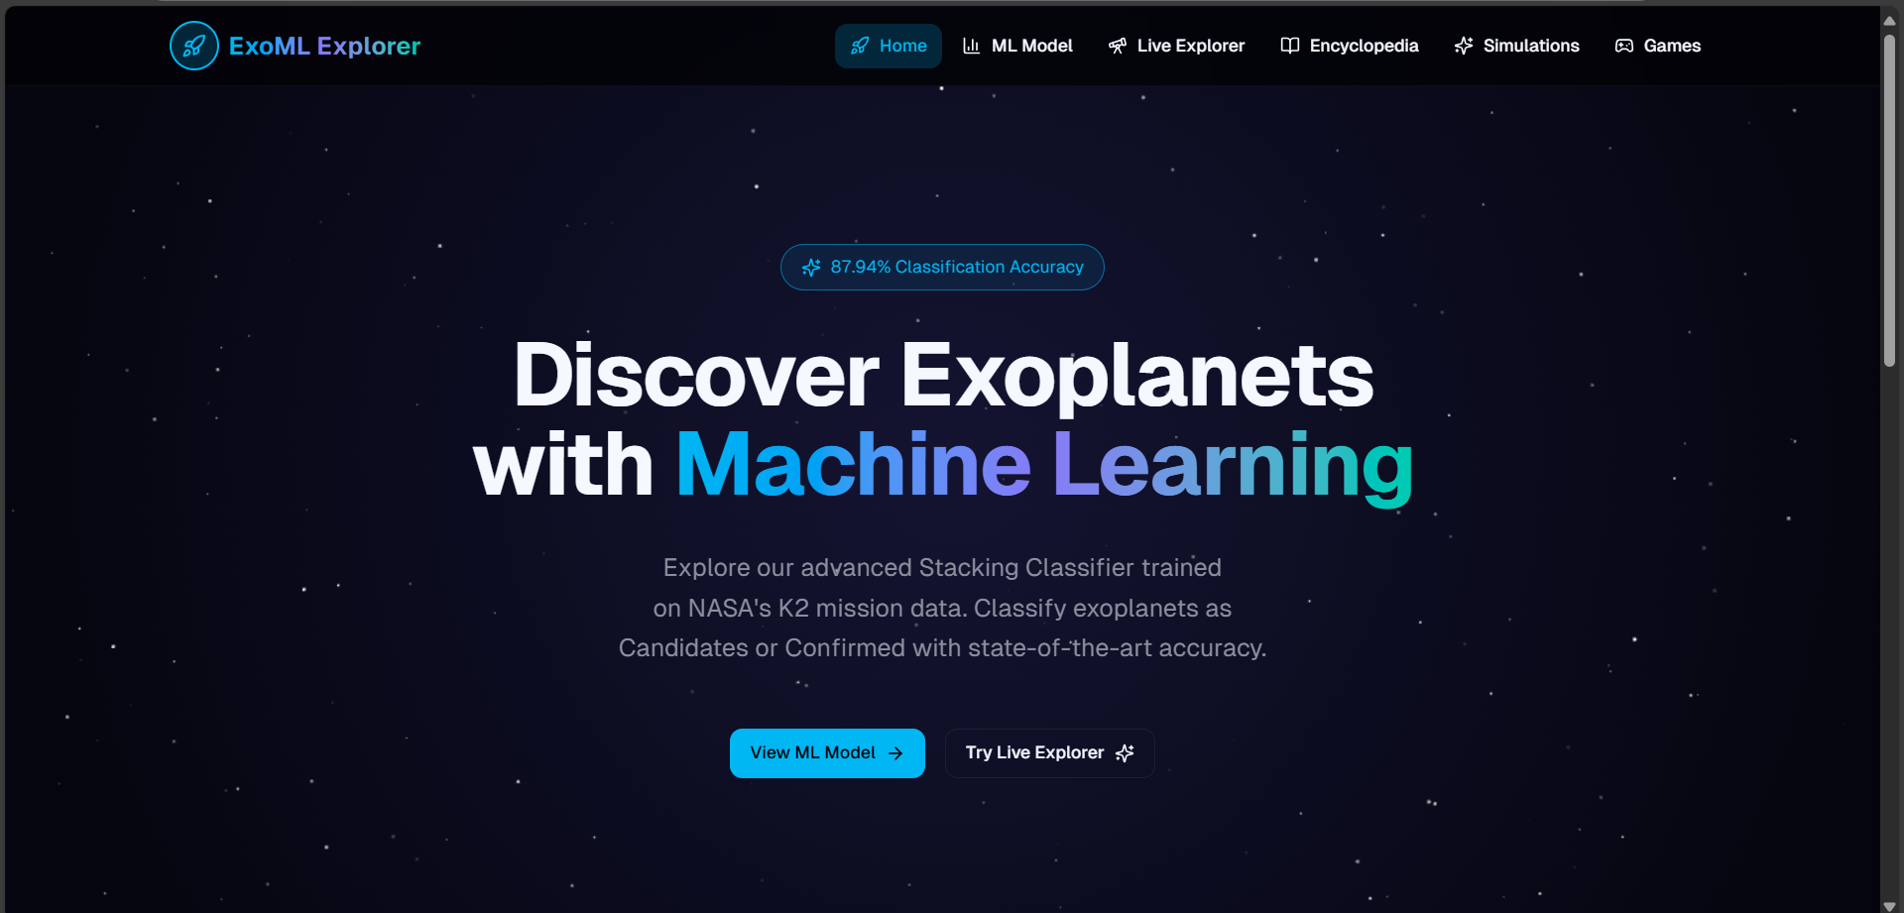 ExoML Explorer
Home
ML Model
Live Explorer
Encyclopedia
Simulations
Games
87.94% Classification Accuracy
Discover Exoplanets
with Machine Learning
Explore our advanced Stacking Classifier trained
on NASA's K2 mission data. Classify exoplanets as
Candidates or Confirmed with state-of-the-art accuracy.
View ML Model
Try Live Explorer